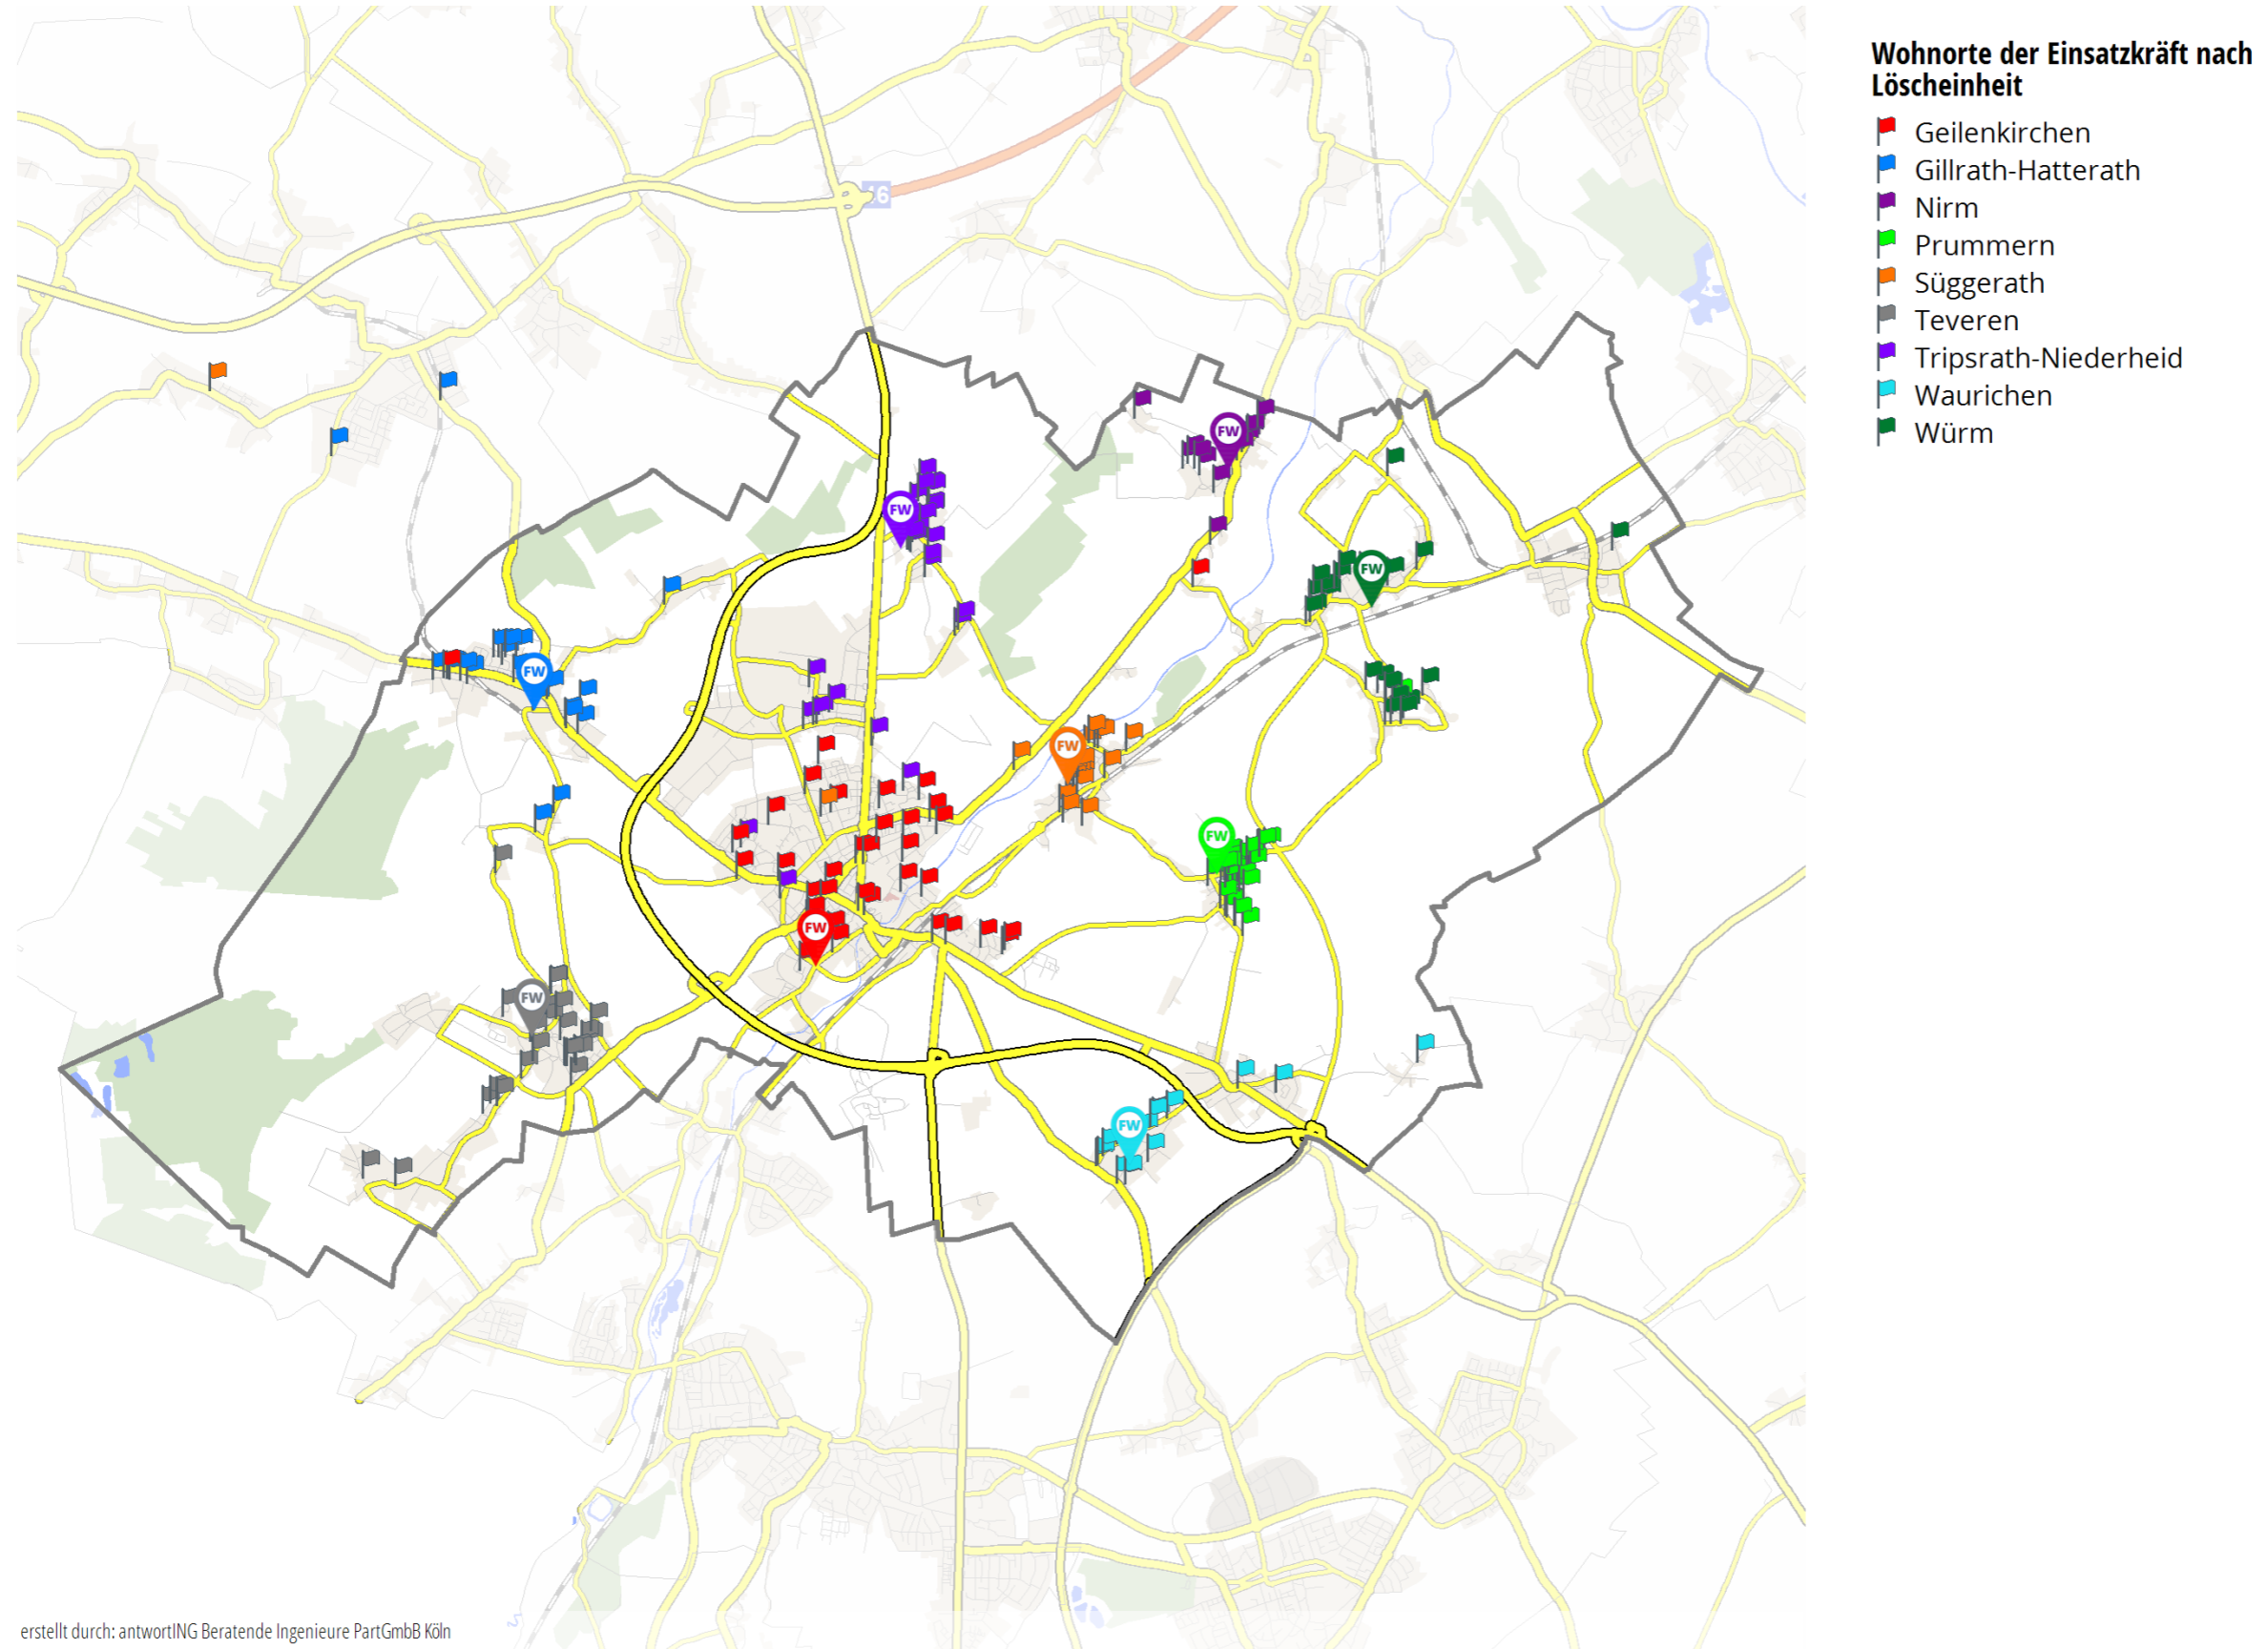 Wohnorte der Einsatzkräft nach
Löscheinheit
Geilenkirchen
Gillrath-Hatterath
Nirm
Prummern
Süggerath
Teveren
Tripsrath-Niederheid
Waurichen
Würm
46
FW
FW
FW
FW
FW
FW
FW
FW
FW
erstellt durch: antwortING Beratende Ingenieure PartGmbB Köln